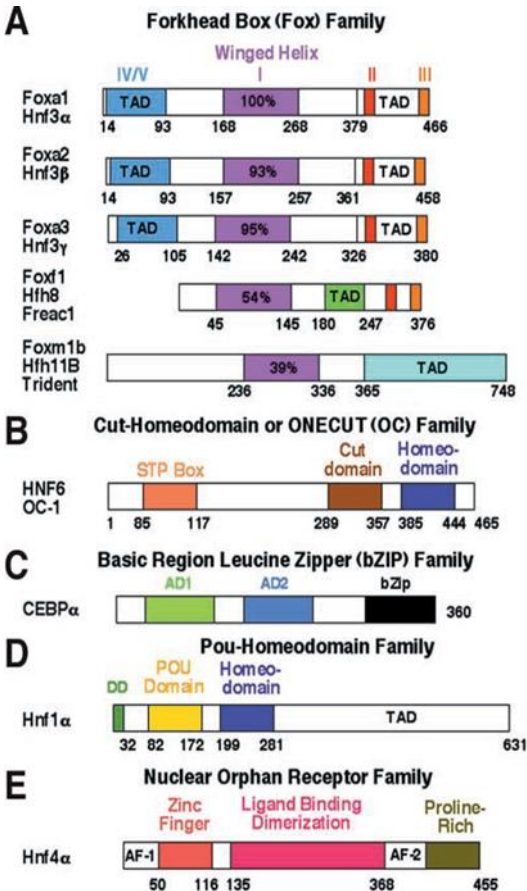 A
Forkhead Box (Fox) Family
Winged Helix
IV/V I II III
Foxa1
Hnf3α
TAD 100% TAD
14 93 168 268 379 466
Foxa2
Hnf3β
TAD 93% TAD
14 93 157 257 361 458
Foxa3
Hnf3γ
TAD 95% TAD
26 105 142 242 326 380
Foxf1
Hfh8
Freac1
54% TAD
45 145 180 247 376
Foxm1b
Hfh11B
Trident
39% TAD
236 336 365 748
B
Cut-Homeodomain or ONECUT (OC) Family
STP Box
Cut
domain
Homeo-
domain
HNF6
OC-1
1 85 117 289 357 385 444 465
C
Basic Region Leucine Zipper (bZIP) Family
AD1 AD2 bZip
CEBPα 360
D
Pou-Homeodomain Family
DD
POU
Domain
Homeo-
domain
Hnf1α TAD
32 82 172 199 281 631
E
Nuclear Orphan Receptor Family
Zinc
Finger
Ligand Binding
Dimerization
Proline-
Rich
Hnf4α AF-1 AF-2
50 116 135 368 455